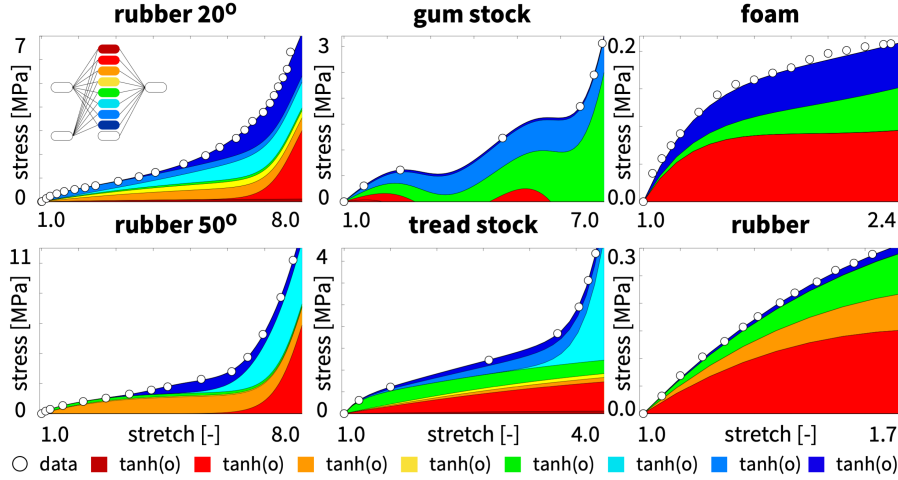 rubber 20º
gum stock
foam
stress [MPa]
7
0
1.0
8.0
stress [MPa]
3
0
1.0
7.0
stress [MPa]
0.2
0.0
1.0
2.4
rubber 50º
tread stock
rubber
stress [MPa]
11
0
1.0
stretch [-]
8.0
stress [MPa]
4
0
1.0
stretch [-]
4.0
stress [MPa]
0.3
0.0
1.0
stretch [-]
1.7
data tanh(o) tanh(o) tanh(o) tanh(o) tanh(o) tanh(o) tanh(o) tanh(o)